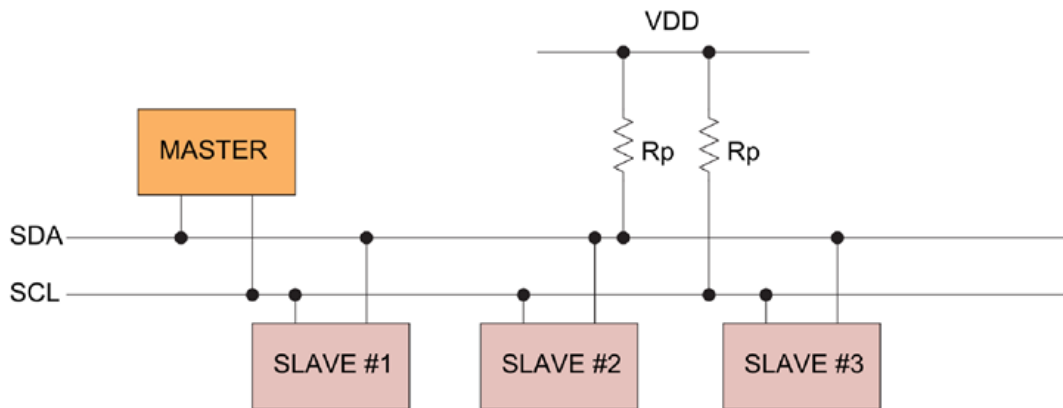 VDD
MASTER
Rp
Rp
SDA
SCL
SLAVE #1
SLAVE #2
SLAVE #3